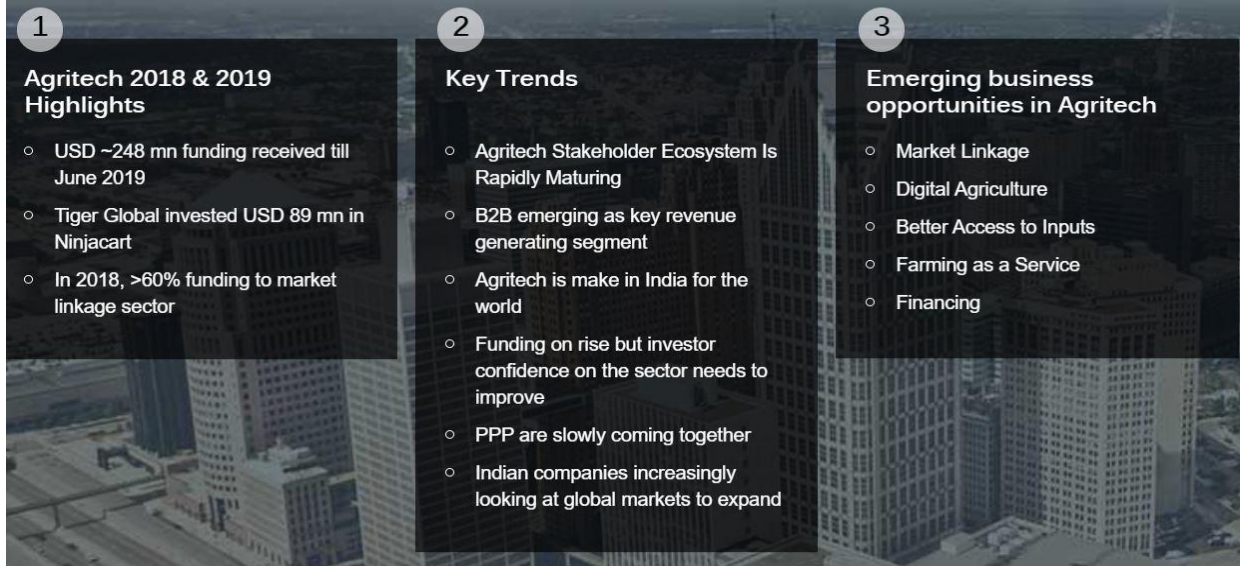 1
Agritech 2018 & 2019
Highlights
○ USD ~248 mn funding received till
June 2019
○ Tiger Global invested USD 89 mn in
Ninjacart
○ In 2018, >60% funding to market
linkage sector
2
Key Trends
○ Agritech Stakeholder Ecosystem Is
Rapidly Maturing
○ B2B emerging as key revenue
generating segment
○ Agritech is make in India for the
world
○ Funding on rise but investor
confidence on the sector needs to
improve
○ PPP are slowly coming together
○ Indian companies increasingly
looking at global markets to expand
3
Emerging business
opportunities in Agritech
○ Market Linkage
○ Digital Agriculture
○ Better Access to Inputs
○ Farming as a Service
○ Financing